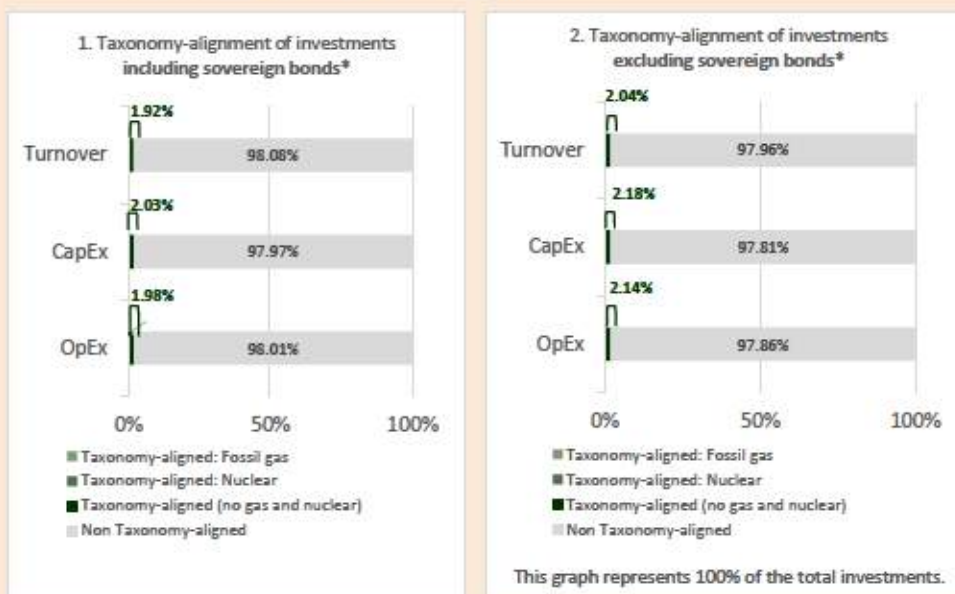 1. Taxonomy-alignment of investments
including sovereign bonds*
1.92%
Turnover
98.08%
2.03%
CapEx
97.97%
1.98%
OpEx
98.01%
0%
50%
100%
Taxonomy-aligned: Fossil gas
Taxonomy-aligned: Nuclear
Taxonomy-aligned (no gas and nuclear)
Non Taxonomy-aligned
2. Taxonomy-alignment of investments
excluding sovereign bonds*
2.04%
Turnover
97.96%
2.18%
CapEx
97.81%
2.14%
OpEx
97.86%
0%
50%
100%
Taxonomy-aligned: Fossil gas
Taxonomy-aligned: Nuclear
Taxonomy-aligned (no gas and nuclear)
Non Taxonomy-aligned
This graph represents 100% of the total investments.